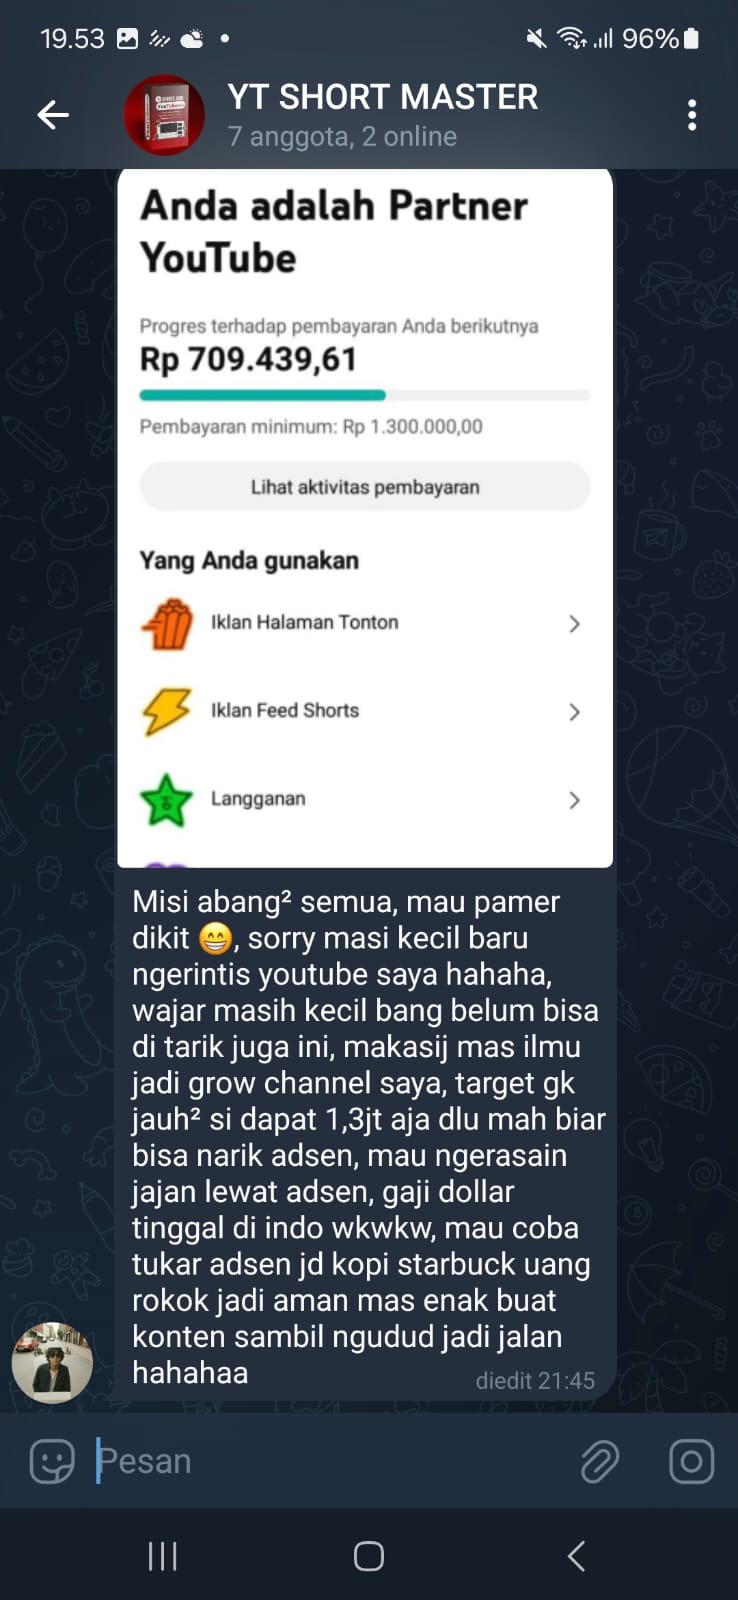 19.53
96%
YT SHORT MASTER
7 anggota, 2 online
Anda adalah Partner
YouTube
Progres terhadap pembayaran Anda berikutnya
Rp 709.439,61
Pembayaran minimum: Rp 1.300.000,00
Lihat aktivitas pembayaran
Yang Anda gunakan
Iklan Halaman Tonton
Iklan Feed Shorts
Langganan
Misi abang² semua, mau pamer
dikit 😁, sorry masi kecil baru
ngerintis youtube saya hahaha,
wajar masih kecil bang belum bisa
di tarik juga ini, makasij mas ilmu
jadi grow channel saya, target gk
jauh² si dapat 1,3jt aja dlu mah biar
bisa narik adsen, mau ngerasain
jajan lewat adsen, gaji dollar
tinggal di indo wkwkw, mau coba
tukar adsen jd kopi starbuck uang
rokok jadi aman mas enak buat
konten sambil ngudud jadi jalan
hahahaa
diedit 21:45
Pesan